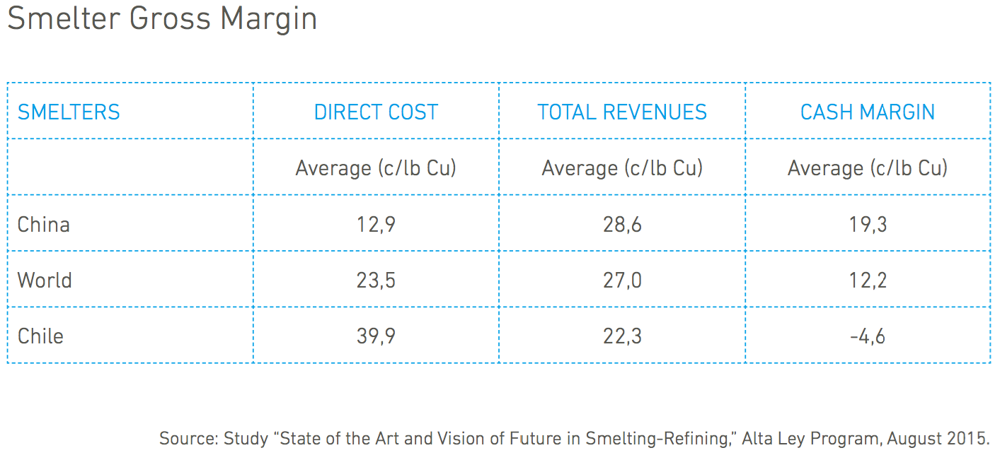 Smelter Gross Margin
SMELTERS DIRECT COST TOTAL REVENUES CASH MARGIN
Average (c/lb Cu) Average (c/lb Cu) Average (c/lb Cu)
China 12,9 28,6 19,3
World 23,5 27,0 12,2
Chile 39,9 22,3 -4,6
Source: Study “State of the Art and Vision of Future in Smelting-Refining,” Alta Ley Program, August 2015.